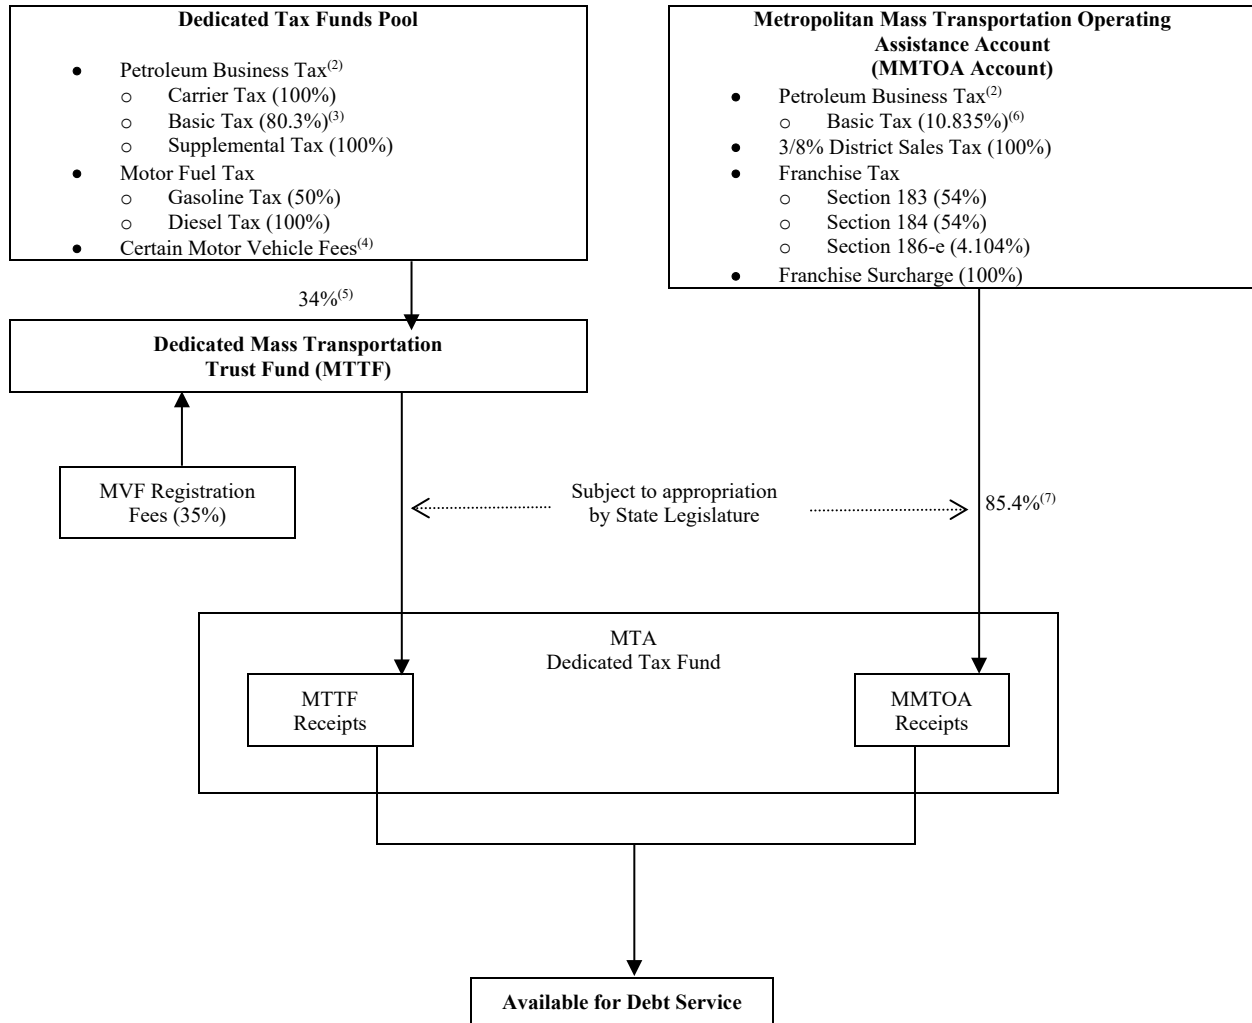 Dedicated Tax Funds Pool
● Petroleum Business Tax(2)
○ Carrier Tax (100%)
○ Basic Tax (80.3%)(3)
○ Supplemental Tax (100%)
● Motor Fuel Tax
○ Gasoline Tax (50%)
○ Diesel Tax (100%)
● Certain Motor Vehicle Fees(4)
Metropolitan Mass Transportation Operating
Assistance Account
(MMTOA Account)
● Petroleum Business Tax(2)
○ Basic Tax (10.835%)(6)
● 3/8% District Sales Tax (100%)
● Franchise Tax
○ Section 183 (54%)
○ Section 184 (54%)
○ Section 186-e (4.104%)
● Franchise Surcharge (100%)
34%(5)
Dedicated Mass Transportation
Trust Fund (MTTF)
MVF Registration
Fees (35%)
Subject to appropriation
by State Legislature
85.4%(7)
MTA
Dedicated Tax Fund
MTTF
Receipts
MMTOA
Receipts
Available for Debt Service